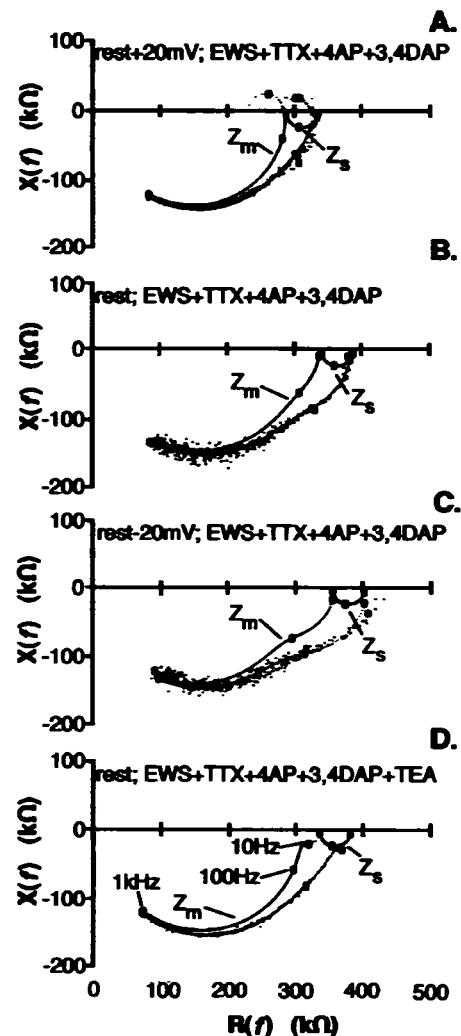 A.
rest+20mV; EWS+TTX+4AP+3,4DAP
100
0
-100
-200
X(f) (kΩ)
Zm
Zs
B.
rest; EWS+TTX+4AP+3,4DAP
100
0
-100
-200
X(f) (kΩ)
Zm
Zs
C.
rest-20mV; EWS+TTX+4AP+3,4DAP
100
0
-100
-200
X(f) (kΩ)
Zm
Zs
D.
rest; EWS+TTX+4AP+3,4DAP+TEA
100
0
-100
-200
X(f) (kΩ)
10Hz
100Hz
1kHz
Zm
Zs
0 100 200 300 400 500
R(f) (kΩ)